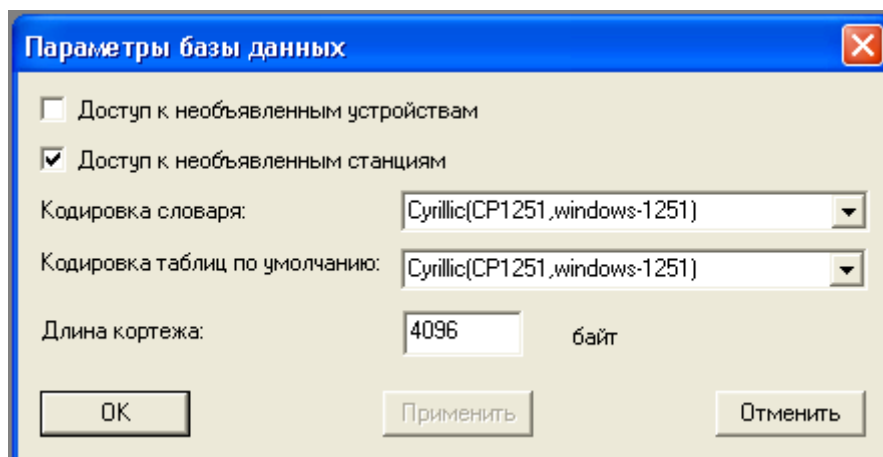 Параметры базы данных
Доступ к необъявленным устройствам
Доступ к необъявленным станциям
Кодировка словаря: Cyrillic(CP1251,windows-1251)
Кодировка таблиц по умолчанию: Cyrillic(CP1251,windows-1251)
Длина кортежа: 4096 байт
OK Применить Отменить